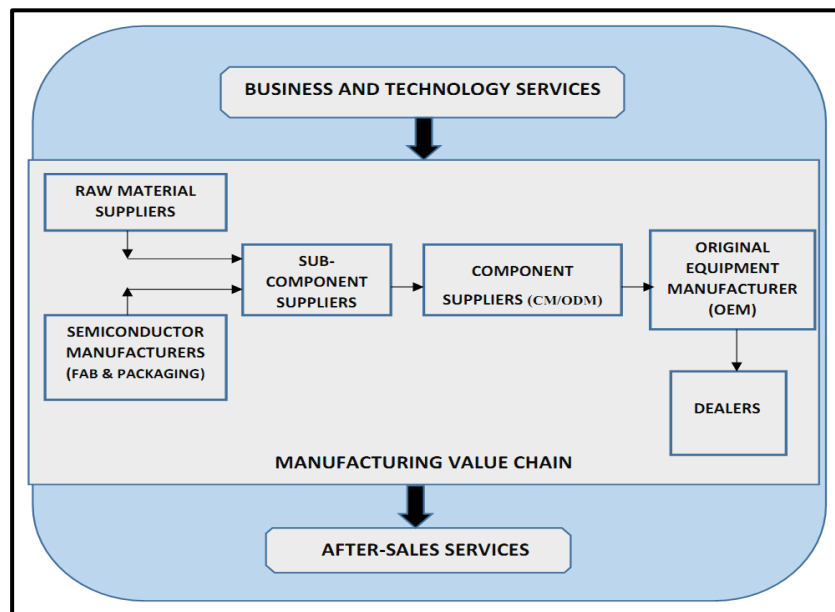 BUSINESS AND TECHNOLOGY SERVICES
RAW MATERIAL
SUPPLIERS
SUB-
COMPONENT
SUPPLIERS
COMPONENT
SUPPLIERS (CM/ODM)
ORIGINAL
EQUIPMENT
MANUFACTURER
(OEM)
SEMICONDUCTOR
MANUFACTURERS
(FAB & PACKAGING)
DEALERS
MANUFACTURING VALUE CHAIN
AFTER-SALES SERVICES